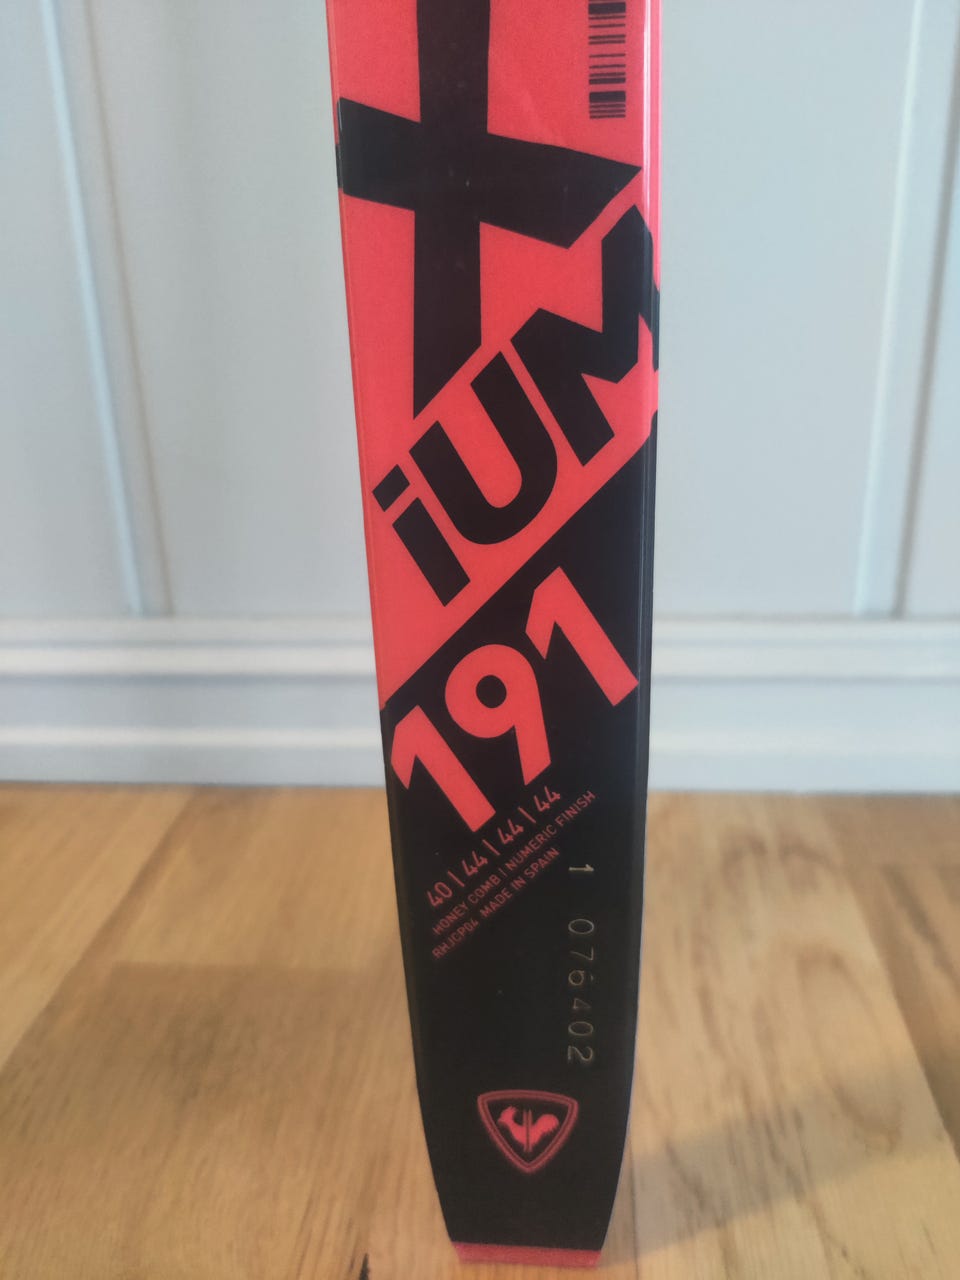 X
iUM
191
40 | 44 | 44 | 44
HONEY COMB | NUMERIC FINISH
RHJCP04 MADE IN SPAIN
1 076402